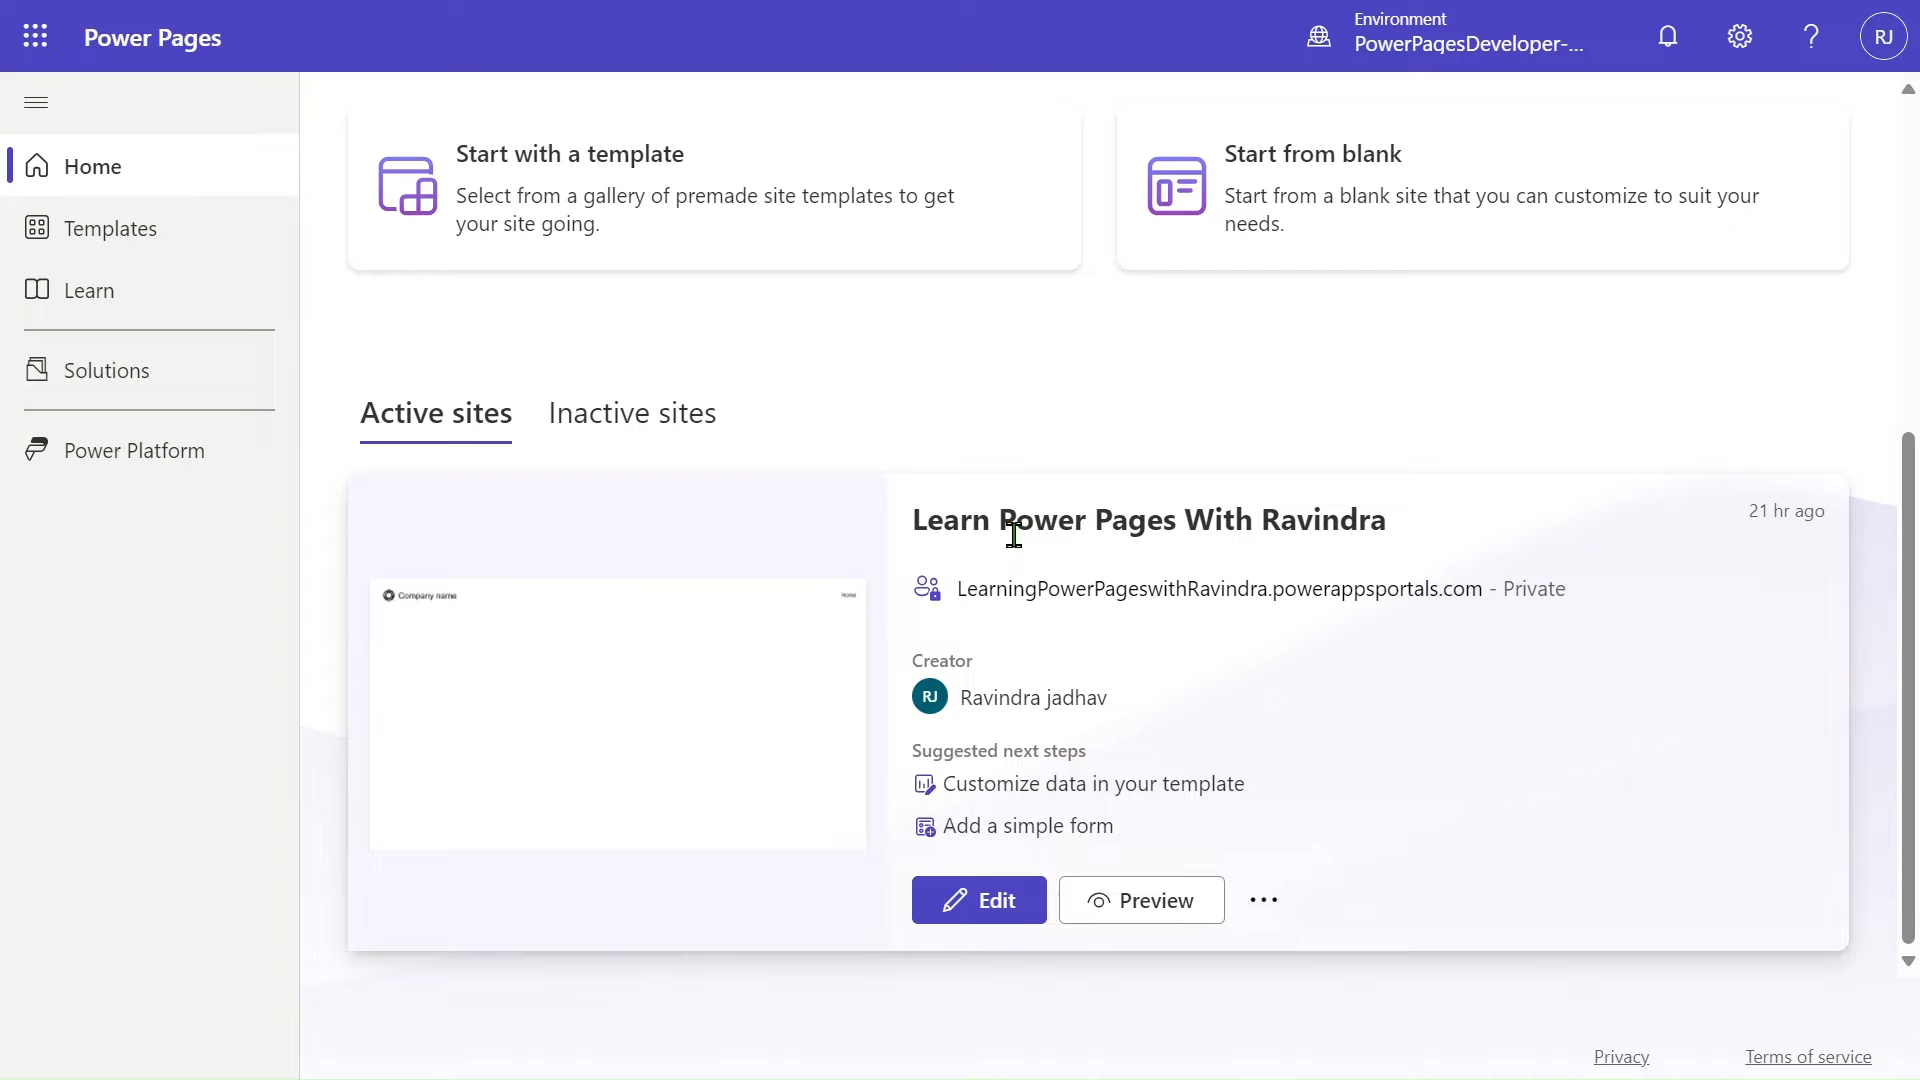 Power Pages
Environment
PowerPagesDeveloper-...
RJ
Home
Templates
Learn
Solutions
Power Platform
Start with a template
Select from a gallery of premade site templates to get
your site going.
Start from blank
Start from a blank site that you can customize to suit your
needs.
Active sites
Inactive sites
Company name
Home
Learn Power Pages With Ravindra
21 hr ago
LearningPowerPageswithRavindra.powerappsportals.com - Private
Creator
RJ
Ravindra jadhav
Suggested next steps
Customize data in your template
Add a simple form
Edit
Preview
Privacy
Terms of service